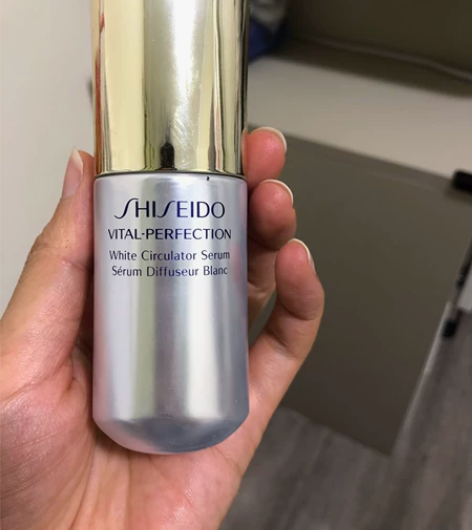 SHISEIDO
VITAL-PERFECTION
White Circulator Serum
Sérum Diffuseur Blanc